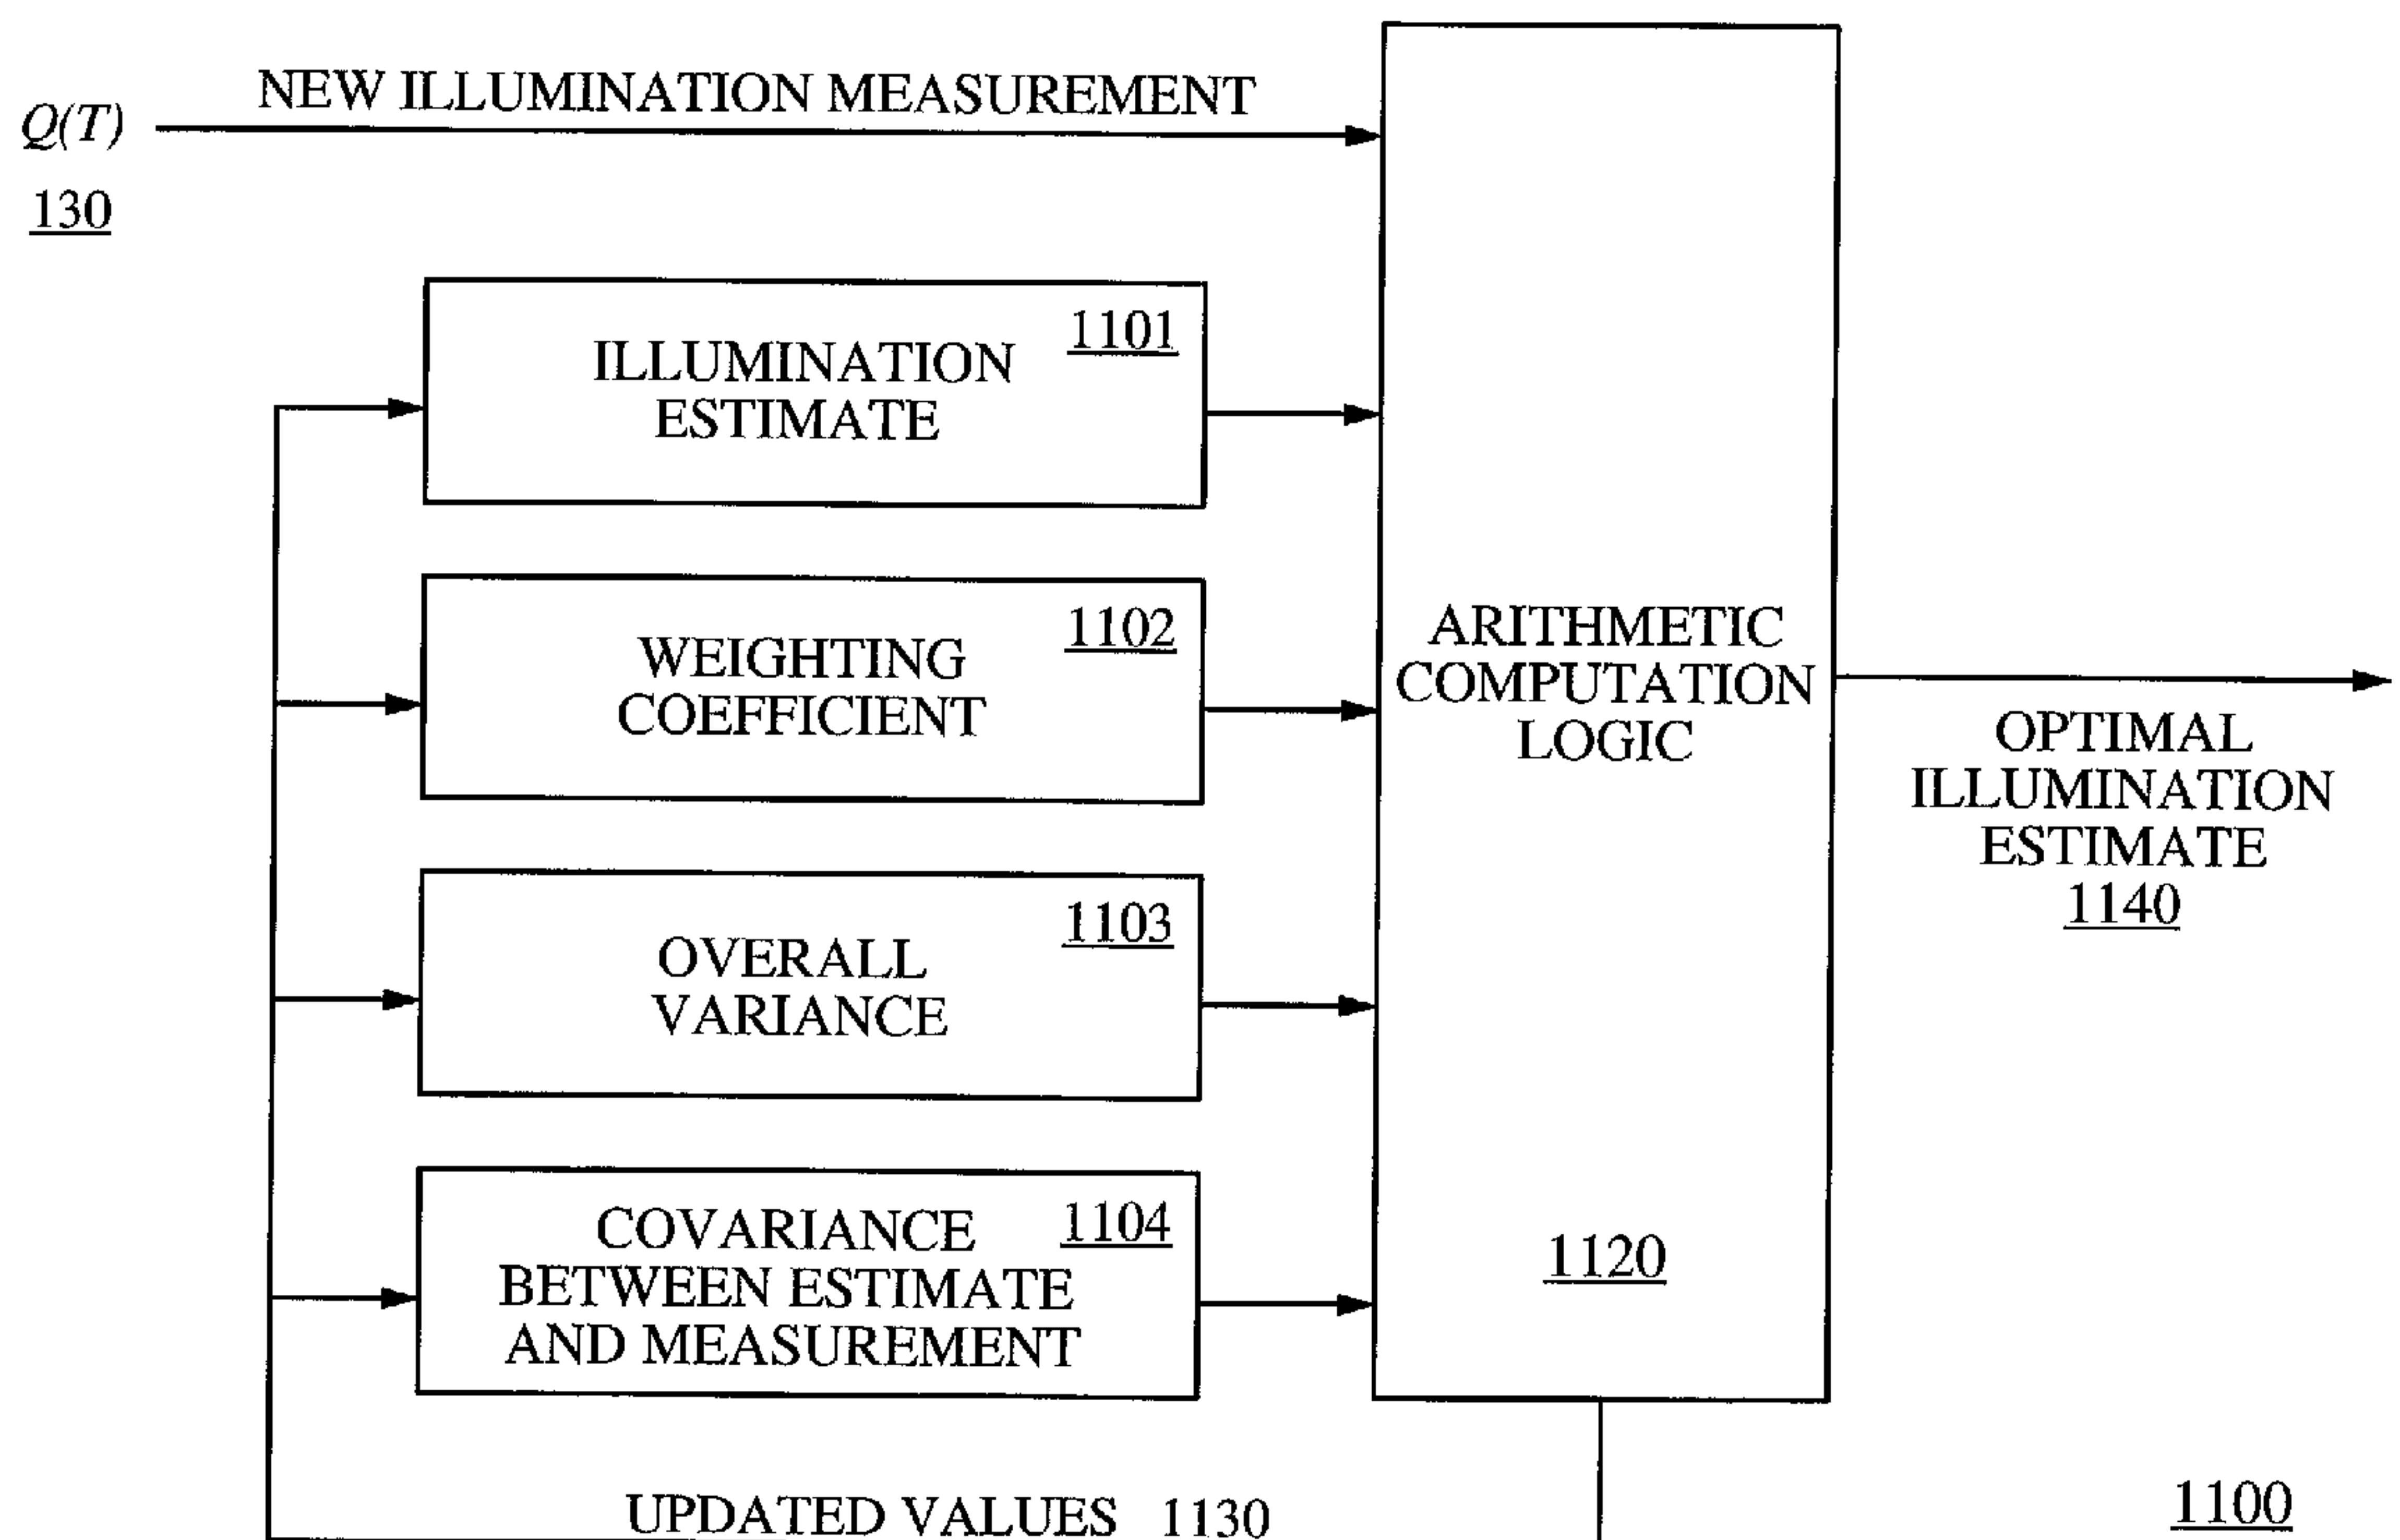 NEW ILLUMINATION MEASUREMENT
Q(T)
130
1101
ILLUMINATION
ESTIMATE
1102
WEIGHTING
COEFFICIENT
1103
OVERALL
VARIANCE
1104
COVARIANCE
BETWEEN ESTIMATE
AND MEASUREMENT
ARITHMETIC
COMPUTATION
LOGIC
1120
OPTIMAL
ILLUMINATION
ESTIMATE
1140
UPDATED VALUES 1130
1100